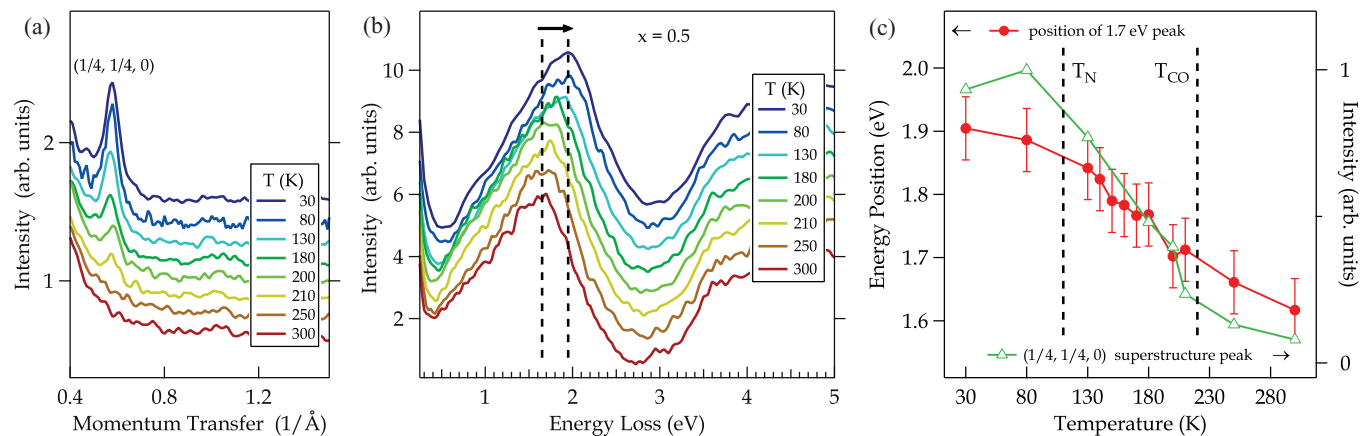 (a)
(1/4, 1/4, 0)
Intensity (arb. units)
2
1
T (K)
30
80
130
180
200
210
250
300
0.4
0.8
1.2
Momentum Transfer (1/Å)
(b)
x = 0.5
Intensity (arb. units)
10
8
6
4
2
T (K)
30
80
130
180
200
210
250
300
1
2
3
4
5
Energy Loss (eV)
(c)
← position of 1.7 eV peak
T_N
T_CO
Energy Position (eV)
2.0
1.9
1.8
1.7
1.6
1
0
Intensity (arb. units)
(1/4, 1/4, 0) superstructure peak →
30
80
130
180
230
280
Temperature (K)